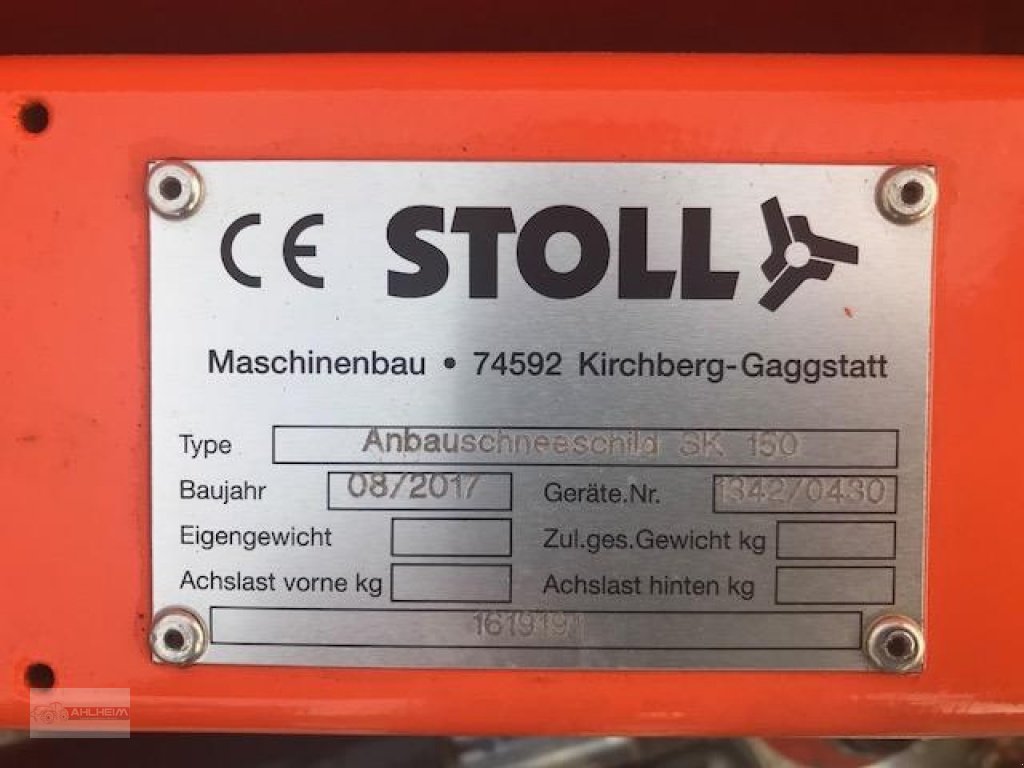 CE STOLL
Maschinenbau • 74592 Kirchberg-Gaggstatt
Type Anbauschneeschild SK 150
Baujahr 08/2017 Geräte.Nr. 1342/0430
Eigengewicht Zul.ges.Gewicht kg
Achslast vorne kg Achslast hinten kg
1619191
AHLHEIM